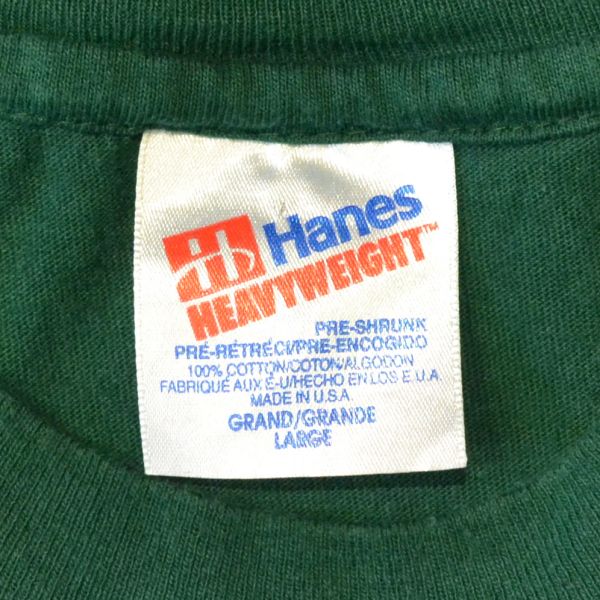 Hanes
HEAVYWEIGHT™
PRE-SHRUNK
PRÉ-RÉTRÉCI/PRE-ENCOGIDO
100% COTTON/COTON/ALGODON
FABRIQUÉ AUX É-U/HECHO EN LOS E.U.A.
MADE IN U.S.A.
GRAND/GRANDE
LARGE